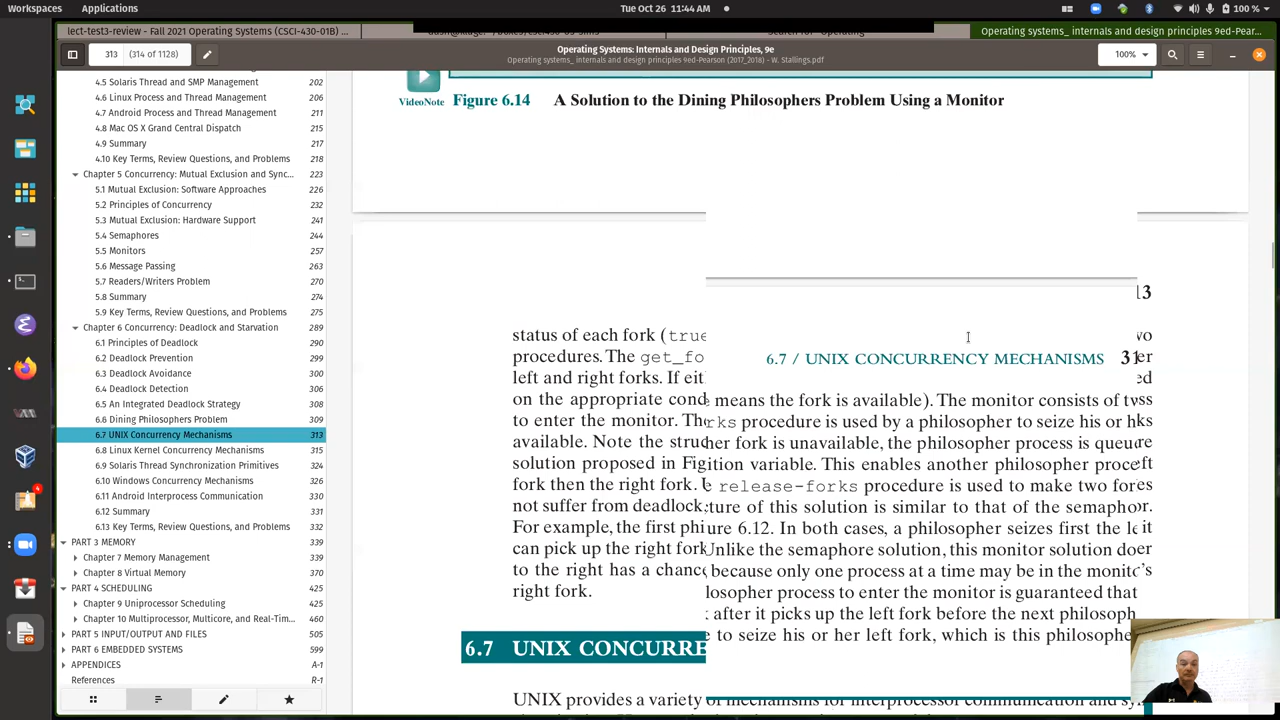 Workspaces Applications Tue Oct 26 11:44 AM 100 %
lect-test3-review - Fall 2021 Operating Systems (CSCI-430-01B) ... Operating systems_ internals and design principles 9ed-Pear...
313 (314 of 1128) Operating Systems: Internals and Design Principles, 9e 100%
Operating systems_ internals and design principles 9ed-Pearson (2017_2018) - W. Stallings.pdf
4.5 Solaris Thread and SMP Management 202
4.6 Linux Process and Thread Management 206
4.7 Android Process and Thread Management 211
4.8 Mac OS X Grand Central Dispatch 215
4.9 Summary 217
4.10 Key Terms, Review Questions, and Problems 218
Chapter 5 Concurrency: Mutual Exclusion and Sync... 223
5.1 Mutual Exclusion: Software Approaches 226
5.2 Principles of Concurrency 232
5.3 Mutual Exclusion: Hardware Support 241
5.4 Semaphores 244
5.5 Monitors 257
5.6 Message Passing 263
5.7 Readers/Writers Problem 270
5.8 Summary 274
5.9 Key Terms, Review Questions, and Problems 275
Chapter 6 Concurrency: Deadlock and Starvation 289
6.1 Principles of Deadlock 290
6.2 Deadlock Prevention 299
6.3 Deadlock Avoidance 300
6.4 Deadlock Detection 306
6.5 An Integrated Deadlock Strategy 308
6.6 Dining Philosophers Problem 309
6.7 UNIX Concurrency Mechanisms 313
6.8 Linux Kernel Concurrency Mechanisms 315
6.9 Solaris Thread Synchronization Primitives 324
6.10 Windows Concurrency Mechanisms 326
6.11 Android Interprocess Communication 330
6.12 Summary 331
6.13 Key Terms, Review Questions, and Problems 332
PART 3 MEMORY 339
Chapter 7 Memory Management 339
Chapter 8 Virtual Memory 370
PART 4 SCHEDULING 425
Chapter 9 Uniprocessor Scheduling 425
Chapter 10 Multiprocessor, Multicore, and Real-Tim... 460
PART 5 INPUT/OUTPUT AND FILES 505
PART 6 EMBEDDED SYSTEMS 599
APPENDICES A-1
References R-1
VideoNote Figure 6.14 A Solution to the Dining Philosophers Problem Using a Monitor
13
status of each fork (true
procedures. The get_fo
left and right forks. If eit
on the appropriate cond
to enter the monitor. The
available. Note the struc
solution proposed in Fig
fork then the right fork. U
not suffer from deadlock,
For example, the first phi
can pick up the right fork
to the right has a chance
right fork.
6.7 / UNIX CONCURRENCY MECHANISMS 31
means the fork is available). The monitor consists of tw
rks procedure is used by a philosopher to seize his or h
her fork is unavailable, the philosopher process is queu
ition variable. This enables another philosopher proce
release-forks procedure is used to make two fo
ture of this solution is similar to that of the semapho
ure 6.12. In both cases, a philosopher seizes first the le
Unlike the semaphore solution, this monitor solution doe
because only one process at a time may be in the monito
losopher process to enter the monitor is guaranteed that
after it picks up the left fork before the next philosoph
to seize his or her left fork, which is this philosophe
6.7 UNIX CONCURRE
UNIX provides a variety of mechanisms for interprocessor communication and syn